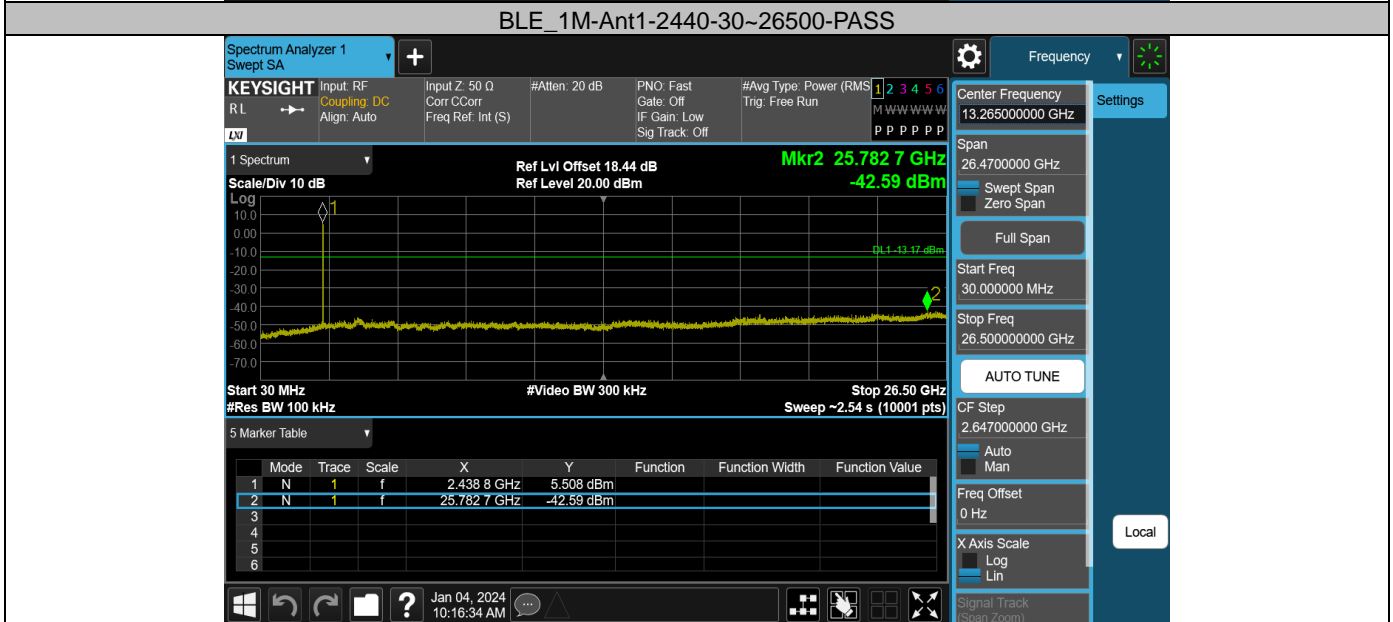 BLE_1M-Ant1-2440-30~26500-PASS
Spectrum Analyzer 1
Swept SA
+
Frequency
KEYSIGHT Input: RF
RL
Coupling: DC
Align: Auto
LXI
Input Z: 50 Ω
Corr CCorr
Freq Ref: Int (S)
#Atten: 20 dB
PNO: Fast
Gate: Off
IF Gain: Low
Sig Track: Off
#Avg Type: Power (RMS
Trig: Free Run
1 2 3 4 5 6
M W W W W W
P P P P P P
1 Spectrum
Scale/Div 10 dB
Ref Lvl Offset 18.44 dB
Ref Level 20.00 dBm
Mkr2 25.782 7 GHz
-42.59 dBm
Log
10.0
0.00
-10.0
-20.0
-30.0
-40.0
-50.0
-60.0
-70.0
1
DL1 -13.17 dBm
2
Start 30 MHz
#Res BW 100 kHz
#Video BW 300 kHz
Stop 26.50 GHz
Sweep ~2.54 s (10001 pts)
5 Marker Table
Mode Trace Scale X Y Function Function Width Function Value
1 N 1 f 2.438 8 GHz 5.508 dBm
2 N 1 f 25.782 7 GHz -42.59 dBm
3
4
5
6
?
Jan 04, 2024
10:16:34 AM
Center Frequency
13.265000000 GHz
Settings
Span
26.4700000 GHz
Swept Span
Zero Span
Full Span
Start Freq
30.000000 MHz
Stop Freq
26.500000000 GHz
AUTO TUNE
CF Step
2.647000000 GHz
Auto
Man
Freq Offset
0 Hz
Local
X Axis Scale
Log
Lin
Signal Track
(Span Zoom)